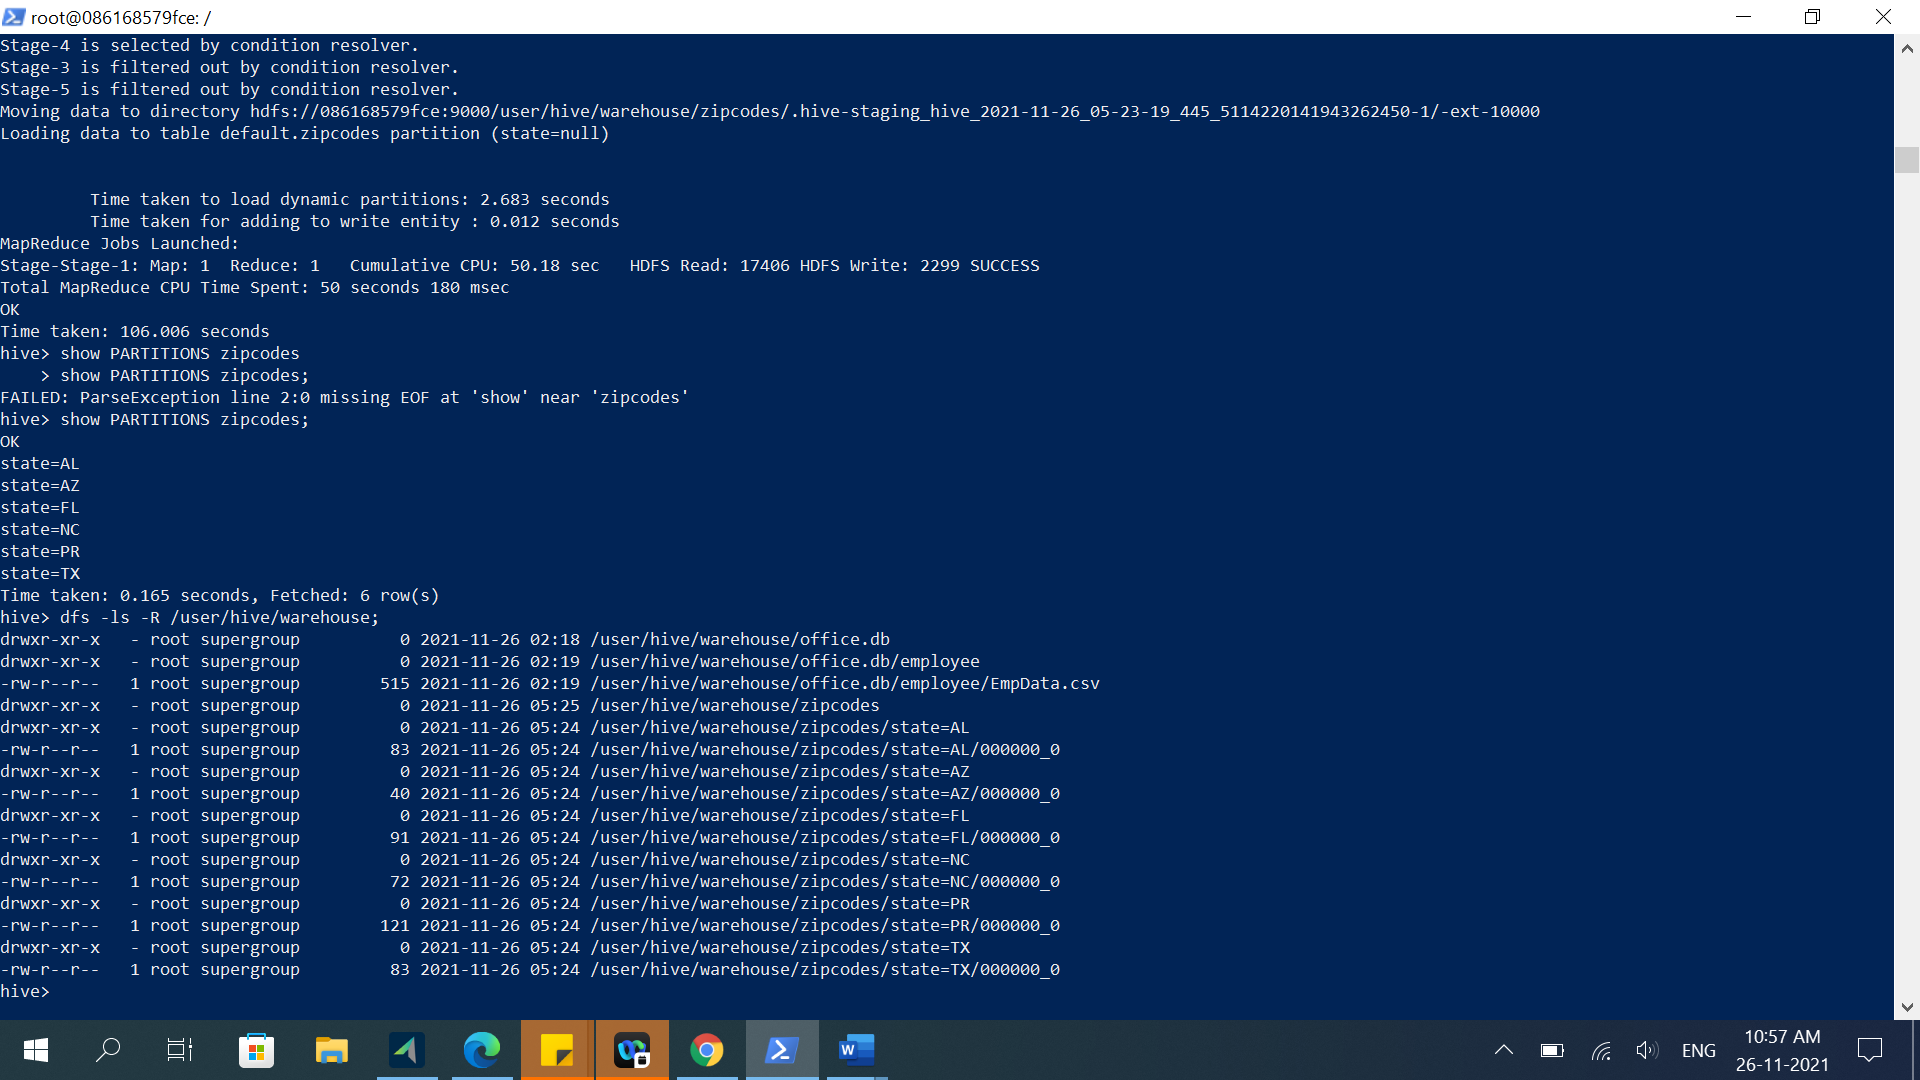 root@086168579fce: /
Stage-4 is selected by condition resolver.
Stage-3 is filtered out by condition resolver.
Stage-5 is filtered out by condition resolver.
Moving data to directory hdfs://086168579fce:9000/user/hive/warehouse/zipcodes/.hive-staging_hive_2021-11-26_05-23-19_445_5114220141943262450-1/-ext-10000
Loading data to table default.zipcodes partition (state=null)
Time taken to load dynamic partitions: 2.683 seconds
Time taken for adding to write entity : 0.012 seconds
MapReduce Jobs Launched:
Stage-Stage-1: Map: 1  Reduce: 1   Cumulative CPU: 50.18 sec   HDFS Read: 17406 HDFS Write: 2299 SUCCESS
Total MapReduce CPU Time Spent: 50 seconds 180 msec
OK
Time taken: 106.006 seconds
hive> show PARTITIONS zipcodes
    > show PARTITIONS zipcodes;
FAILED: ParseException line 2:0 missing EOF at 'show' near 'zipcodes'
hive> show PARTITIONS zipcodes;
OK
state=AL
state=AZ
state=FL
state=NC
state=PR
state=TX
Time taken: 0.165 seconds, Fetched: 6 row(s)
hive> dfs -ls -R /user/hive/warehouse;
drwxr-xr-x   - root supergroup          0 2021-11-26 02:18 /user/hive/warehouse/office.db
drwxr-xr-x   - root supergroup          0 2021-11-26 02:19 /user/hive/warehouse/office.db/employee
-rw-r--r--   1 root supergroup        515 2021-11-26 02:19 /user/hive/warehouse/office.db/employee/EmpData.csv
drwxr-xr-x   - root supergroup          0 2021-11-26 05:25 /user/hive/warehouse/zipcodes
drwxr-xr-x   - root supergroup          0 2021-11-26 05:24 /user/hive/warehouse/zipcodes/state=AL
-rw-r--r--   1 root supergroup         83 2021-11-26 05:24 /user/hive/warehouse/zipcodes/state=AL/000000_0
drwxr-xr-x   - root supergroup          0 2021-11-26 05:24 /user/hive/warehouse/zipcodes/state=AZ
-rw-r--r--   1 root supergroup         40 2021-11-26 05:24 /user/hive/warehouse/zipcodes/state=AZ/000000_0
drwxr-xr-x   - root supergroup          0 2021-11-26 05:24 /user/hive/warehouse/zipcodes/state=FL
-rw-r--r--   1 root supergroup         91 2021-11-26 05:24 /user/hive/warehouse/zipcodes/state=FL/000000_0
drwxr-xr-x   - root supergroup          0 2021-11-26 05:24 /user/hive/warehouse/zipcodes/state=NC
-rw-r--r--   1 root supergroup         72 2021-11-26 05:24 /user/hive/warehouse/zipcodes/state=NC/000000_0
drwxr-xr-x   - root supergroup          0 2021-11-26 05:24 /user/hive/warehouse/zipcodes/state=PR
-rw-r--r--   1 root supergroup        121 2021-11-26 05:24 /user/hive/warehouse/zipcodes/state=PR/000000_0
drwxr-xr-x   - root supergroup          0 2021-11-26 05:24 /user/hive/warehouse/zipcodes/state=TX
-rw-r--r--   1 root supergroup         83 2021-11-26 05:24 /user/hive/warehouse/zipcodes/state=TX/000000_0
hive>
ENG
10:57 AM
26-11-2021